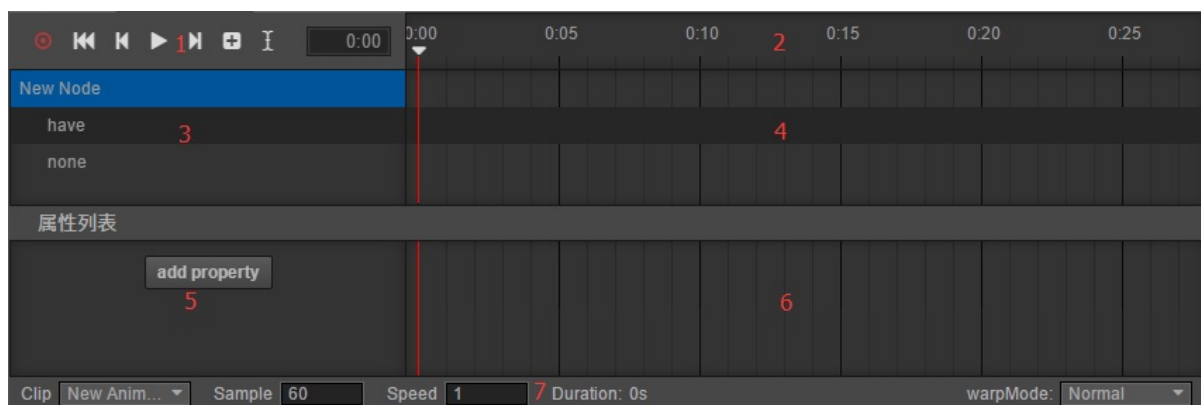 1 0:00 0:00 0:05 0:10 2 0:15 0:20 0:25
New Node
have 3 4
none
属性列表
add property
5 6
Clip New Anim... Sample 60 Speed 1 7 Duration: 0s warpMode: Normal